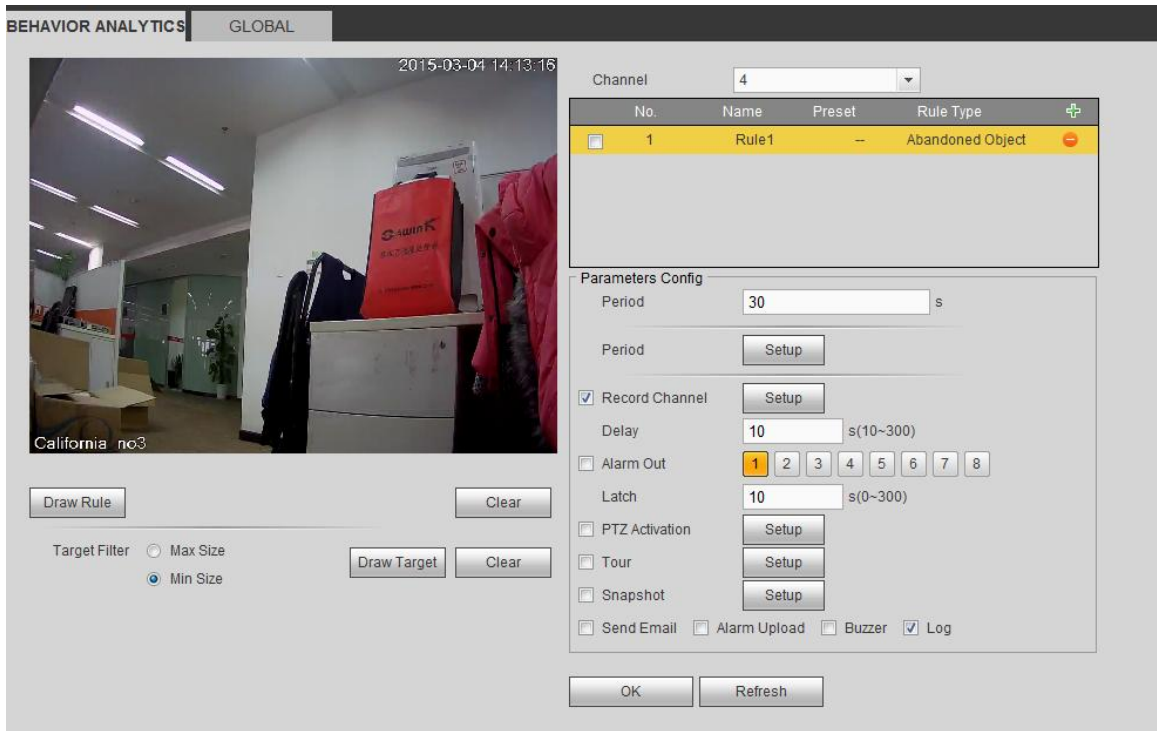 BEHAVIOR ANALYTICS GLOBAL
2015-03-04 14:13:16
California no3
Draw Rule Clear
Target Filter Max Size
Min Size
Draw Target Clear
Channel 4
No. Name Preset Rule Type
1 Rule1 -- Abandoned Object
Parameters Config
Period 30 s
Period Setup
Record Channel Setup
Delay 10 s(10~300)
Alarm Out 1 2 3 4 5 6 7 8
Latch 10 s(0~300)
PTZ Activation Setup
Tour Setup
Snapshot Setup
Send Email Alarm Upload Buzzer Log
OK Refresh